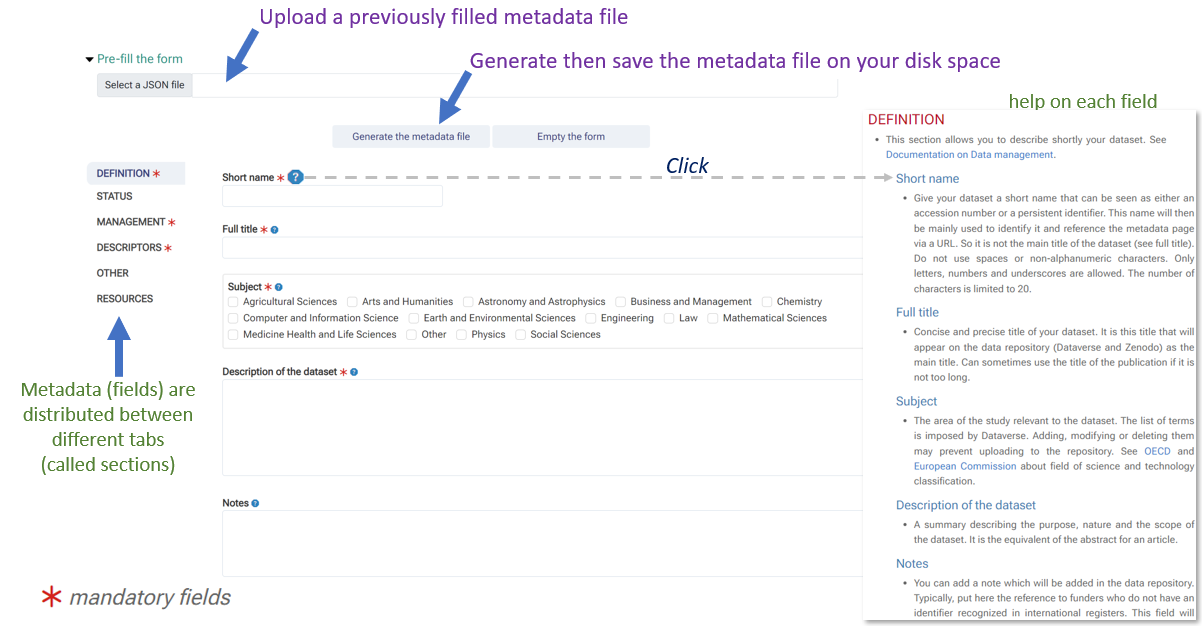 Upload a previously filled metadata file
Pre-fill the form
Select a JSON file
Generate then save the metadata file on your disk space
Generate the metadata file
Empty the form
DEFINITION *
STATUS
MANAGEMENT *
DESCRIPTORS *
OTHER
RESOURCES
Metadata (fields) are
distributed between
different tabs
(called sections)
* mandatory fields
Short name * ?
Click
Full title * ?
Subject * ?
Agricultural Sciences Arts and Humanities Astronomy and Astrophysics Business and Management Chemistry
Computer and Information Science Earth and Environmental Sciences Engineering Law Mathematical Sciences
Medicine Health and Life Sciences Other Physics Social Sciences
Description of the dataset * ?
Notes ?
help on each field
DEFINITION
• This section allows you to describe shortly your dataset. See
Documentation on Data management.
Short name
• Give your dataset a short name that can be seen as either an
accession number or a persistent identifier. This name will then
be mainly used to identify it and reference the metadata page
via a URL. So it is not the main title of the dataset (see full title).
Do not use spaces or non-alphanumeric characters. Only
letters, numbers and underscores are allowed. The number of
characters is limited to 20.
Full title
• Concise and precise title of your dataset. It is this title that will
appear on the data repository (Dataverse and Zenodo) as the
main title. Can sometimes use the title of the publication if it is
not too long.
Subject
• The area of the study relevant to the dataset. The list of terms
is imposed by Dataverse. Adding, modifying or deleting them
may prevent uploading to the repository. See OECD and
European Commission about field of science and technology
classification.
Description of the dataset
• A summary describing the purpose, nature and the scope of
the dataset. It is the equivalent of the abstract for an article.
Notes
• You can add a note which will be added in the data repository.
Typically, put here the reference to funders who do not have an
identifier recognized in international registers. This field will